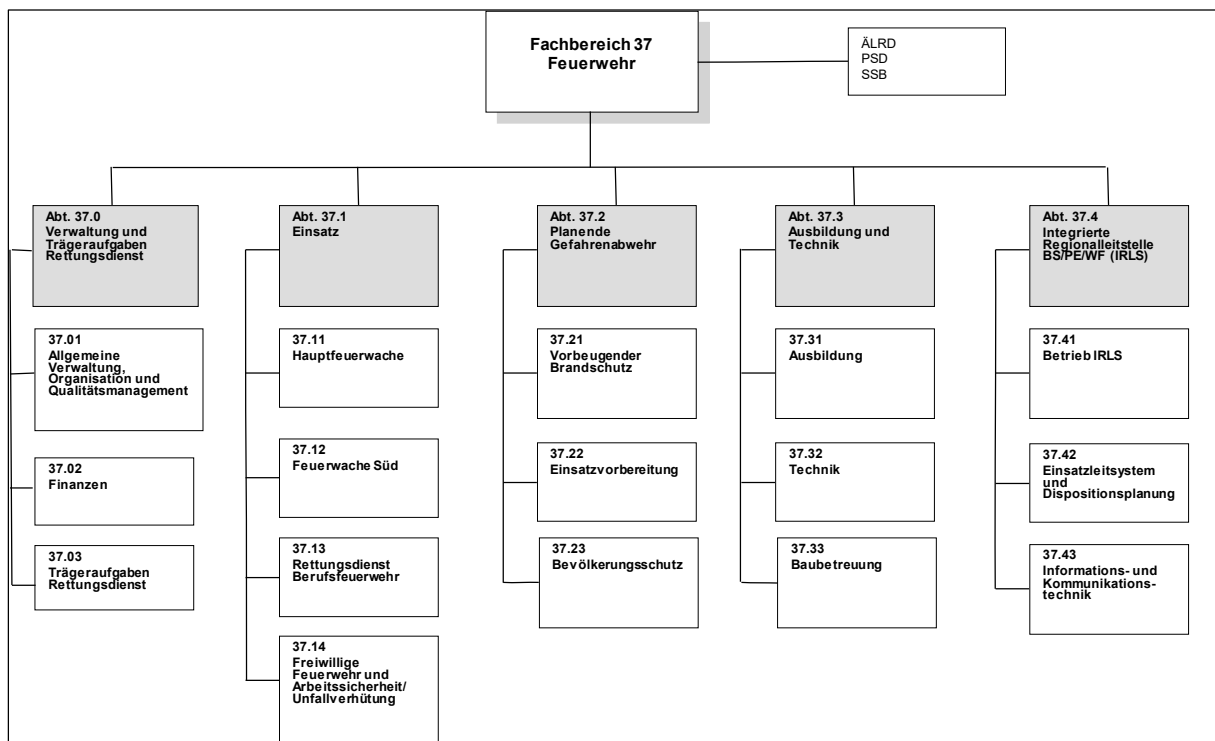 Fachbereich 37
Feuerwehr
ÄLRD
PSD
SSB
Abt. 37.0
Verwaltung und
Trägeraufgaben
Rettungsdienst
37.01
Allgemeine
Verwaltung,
Organisation und
Qualitätsmanagement
37.02
Finanzen
37.03
Trägeraufgaben
Rettungsdienst
Abt. 37.1
Einsatz
37.11
Hauptfeuerwache
37.12
Feuerwache Süd
37.13
Rettungsdienst
Berufsfeuerwehr
37.14
Freiwillige
Feuerwehr und
Arbeitssicherheit/
Unfallverhütung
Abt. 37.2
Planende
Gefahrenabwehr
37.21
Vorbeugender
Brandschutz
37.22
Einsatzvorbereitung
37.23
Bevölkerungsschutz
Abt. 37.3
Ausbildung und
Technik
37.31
Ausbildung
37.32
Technik
37.33
Baubetreuung
Abt. 37.4
Integrierte
Regionalleitstelle
BS/PE/WF (IRLS)
37.41
Betrieb IRLS
37.42
Einsatzleitsystem
und
Dispositionsplanung
37.43
Informations- und
Kommunikations-
technik